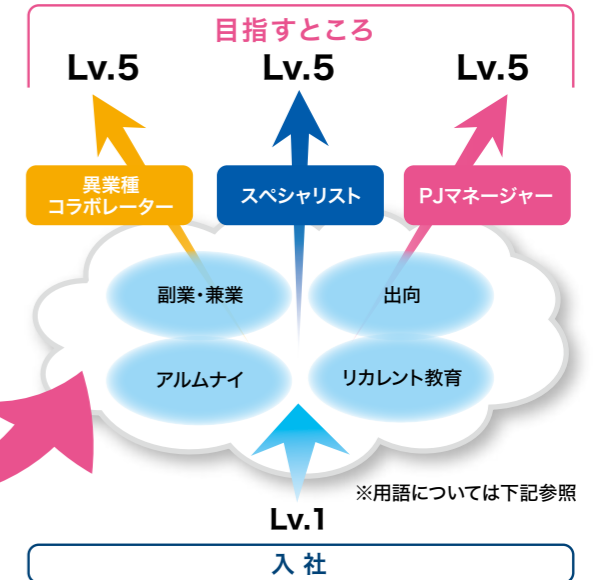 目指すところ
Lv.5 Lv.5 Lv.5
異業種
コラボレーター
スペシャリスト
PJマネージャー
副業・兼業
出向
アルムナイ
リカレント教育
※用語については下記参照
Lv.1
入社